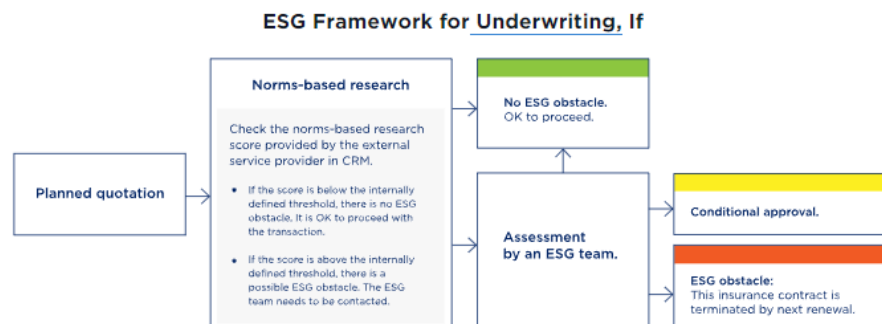 ESG Framework for Underwriting, If
Planned quotation
Norms-based research
Check the norms-based research
score provided by the external
service provider in CRM.
• If the score is below the internally
defined threshold, there is no ESG
obstacle. It is OK to proceed with
the transaction.
• If the score is above the internally
defined threshold, there is a
possible ESG obstacle. The ESG
team needs to be contacted.
No ESG obstacle.
OK to proceed.
Assessment
by an ESG team.
Conditional approval.
ESG obstacle:
This insurance contract is
terminated by next renewal.